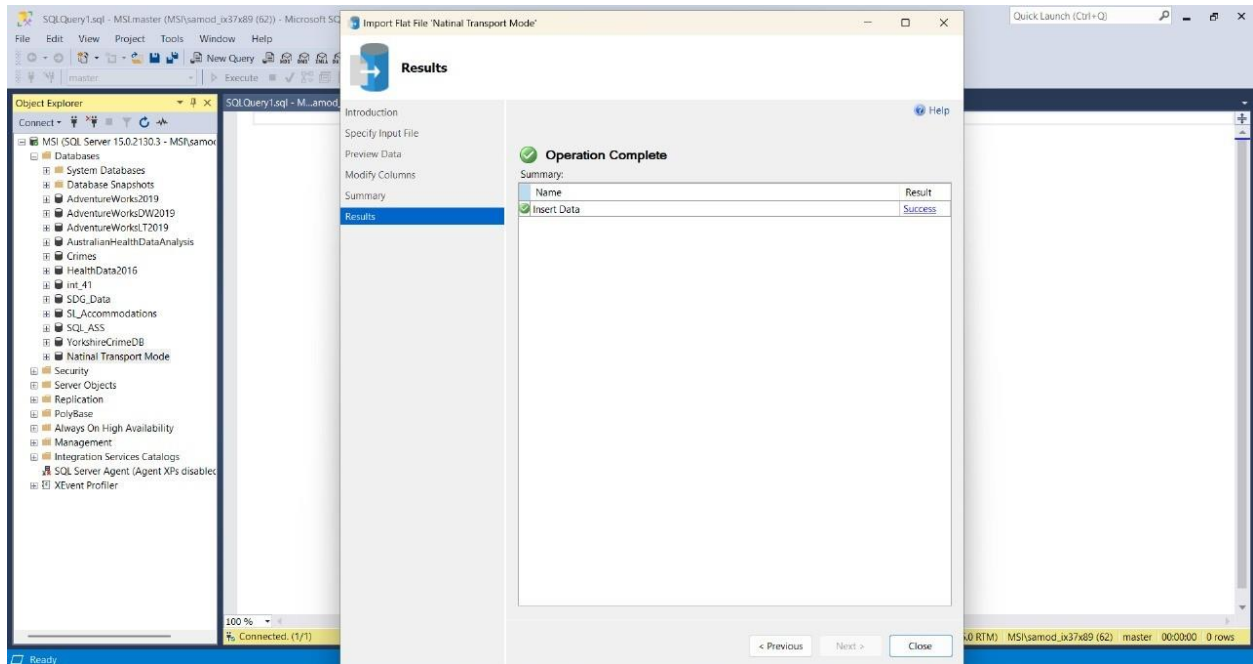 SQLQuery1.sql - MSI.master (MSI\samod_ix37x89 (62)) - Microsoft SQ
Quick Launch (Ctrl+Q)
File Edit View Project Tools Window Help
New Query
master
Execute
Import Flat File 'Natinal Transport Mode'
Results
Object Explorer
SQLQuery1.sql - M...amod
Connect
MSI (SQL Server 15.0.2130.3 - MSI\samod
Databases
System Databases
Database Snapshots
AdventureWorks2019
AdventureWorksDW2019
AdventureWorksLT2019
AustralianHealthDataAnalysis
Crimes
HealthData2016
int_41
SDG_Data
SL_Accommodations
SQL_ASS
YorkshireCrimeDB
Natinal Transport Mode
Security
Server Objects
Replication
PolyBase
Always On High Availability
Management
Integration Services Catalogs
SQL Server Agent (Agent XPs disabled
XEvent Profiler
Introduction
Specify Input File
Preview Data
Modify Columns
Summary
Results
Help
Operation Complete
Summary:
Name Result
Insert Data Success
< Previous Next > Close
100 %
Connected. (1/1)
.0 RTM) MSI\samod_ix37x89 (62) master 00:00:00 0 rows
Ready